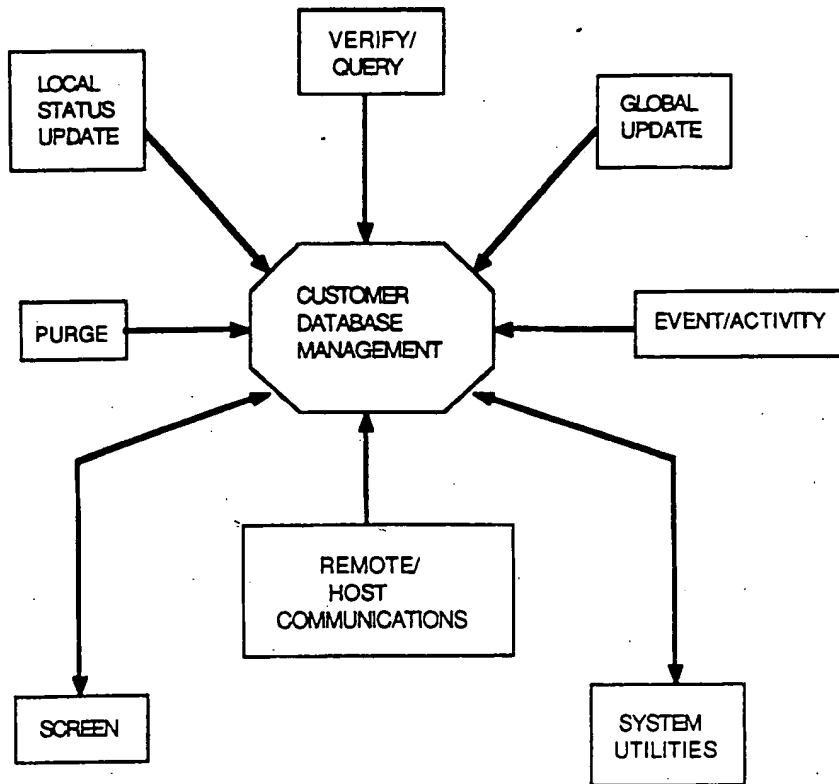 VERIFY/
QUERY
LOCAL
STATUS
UPDATE
GLOBAL
UPDATE
CUSTOMER
DATABASE
MANAGEMENT
PURGE
EVENT/ACTIVITY
REMOTE/
HOST
COMMUNICATIONS
SCREEN
SYSTEM
UTILITIES